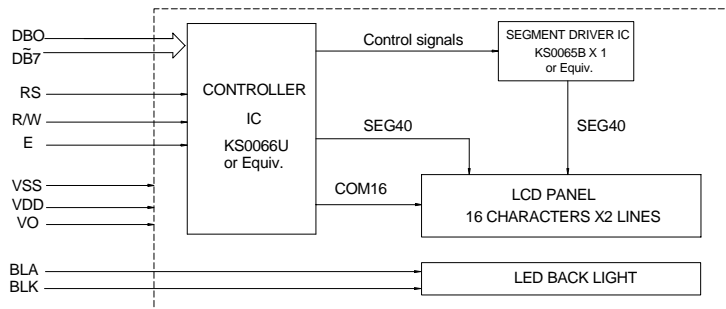 DBO
~
DB7
RS
R/W
E
VSS
VDD
VO
BLA
BLK
CONTROLLER
IC
KS0066U
or Equiv.
Control signals
SEGMENT DRIVER IC
KS0065B X 1
or Equiv.
SEG40
SEG40
COM16
LCD PANEL
16 CHARACTERS X2 LINES
LED BACK LIGHT